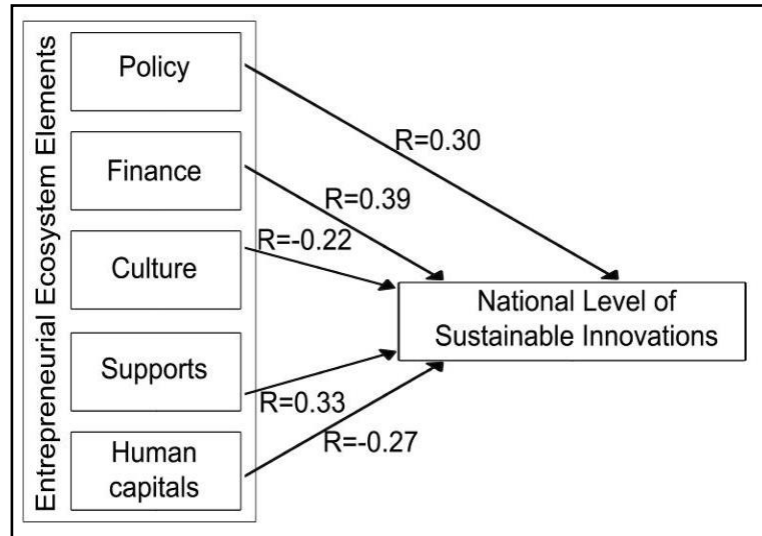 Entrepreneurial Ecosystem Elements
Policy
R=0.30
Finance
R=0.39
Culture
R=-0.22
National Level of
Sustainable Innovations
Supports
R=0.33
Human
capitals
R=-0.27